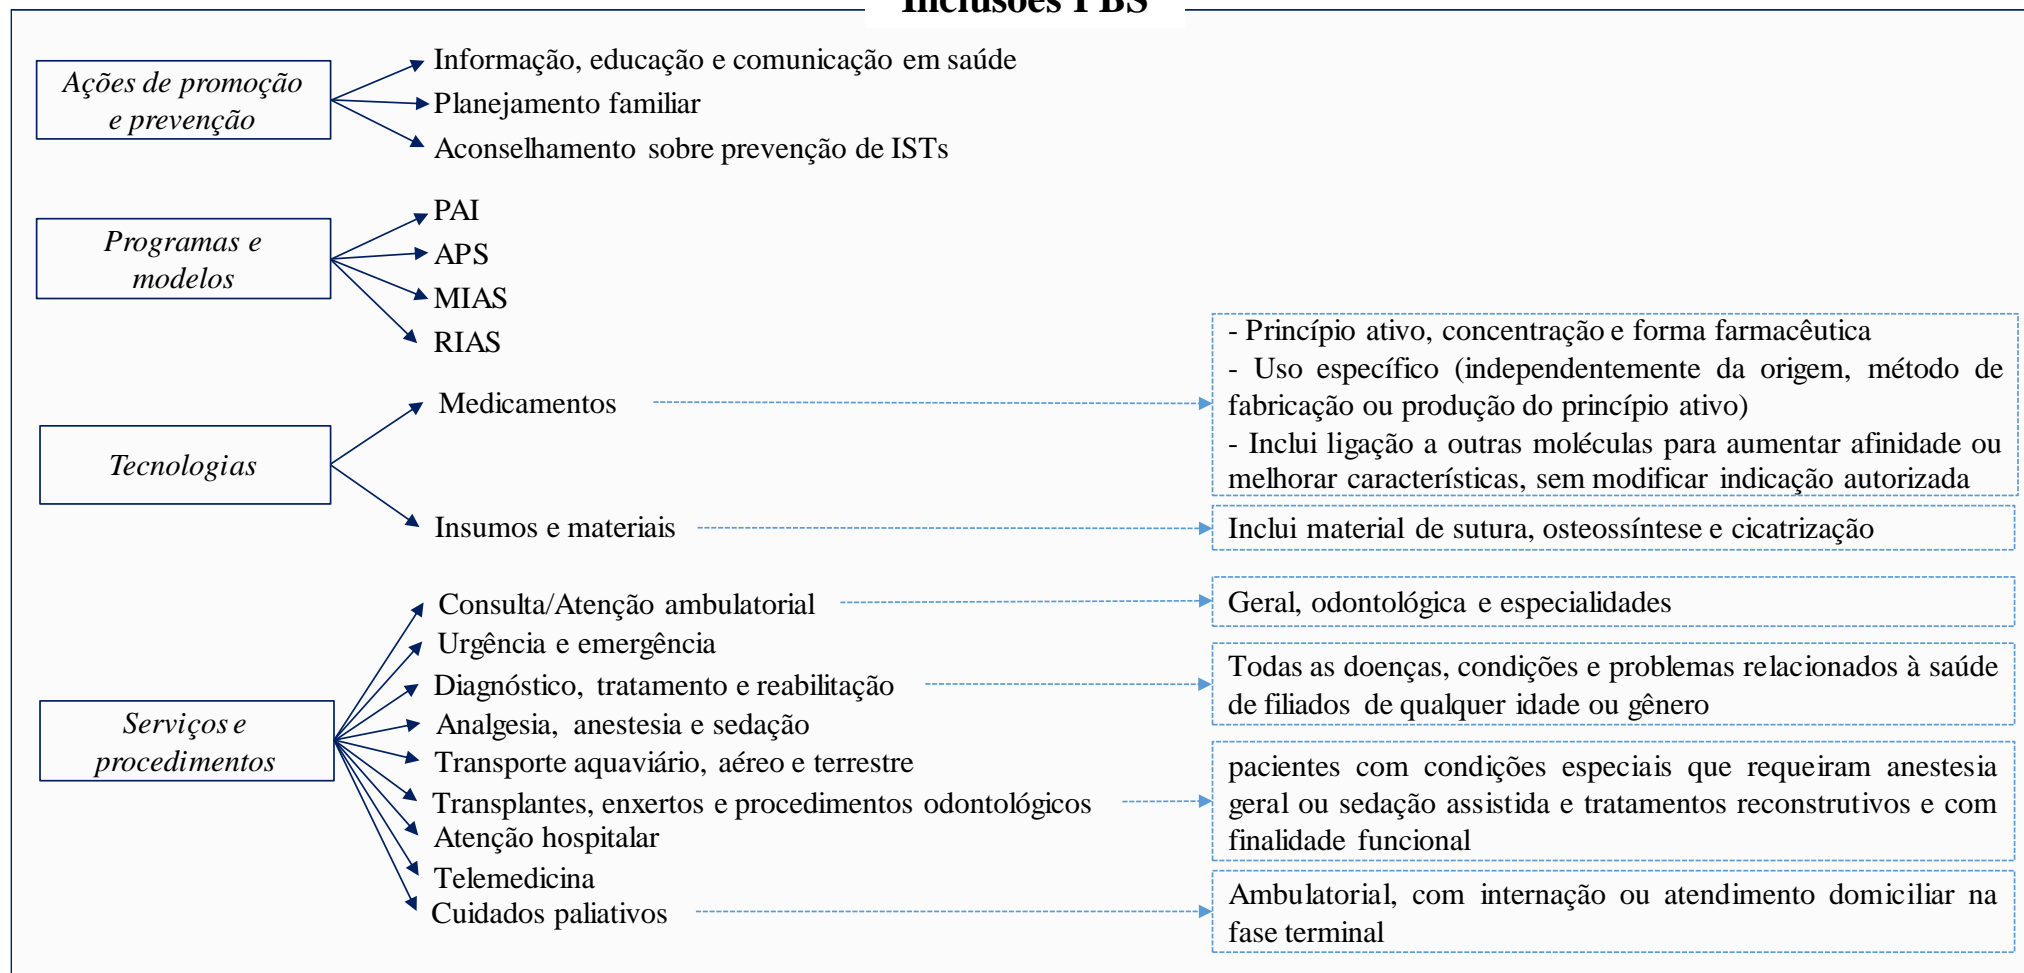 Inclusões PBS
Ações de promoção
e prevenção
Informação, educação e comunicação em saúde
Planejamento familiar
Aconselhamento sobre prevenção de ISTs
Programas e
modelos
PAI
APS
MIAS
RIAS
Tecnologias
Medicamentos
- Princípio ativo, concentração e forma farmacêutica
- Uso específico (independentemente da origem, método de
fabricação ou produção do princípio ativo)
- Inclui ligação a outras moléculas para aumentar afinidade ou
melhorar características, sem modificar indicação autorizada
Insumos e materiais
Inclui material de sutura, osteossíntese e cicatrização
Serviços e
procedimentos
Consulta/Atenção ambulatorial
Geral, odontológica e especialidades
Urgência e emergência
Diagnóstico, tratamento e reabilitação
Todas as doenças, condições e problemas relacionados à saúde
de filiados de qualquer idade ou gênero
Analgesia, anestesia e sedação
Transporte aquaviário, aéreo e terrestre
Transplantes, enxertos e procedimentos odontológicos
pacientes com condições especiais que requeiram anestesia
geral ou sedação assistida e tratamentos reconstrutivos e com
finalidade funcional
Atenção hospitalar
Telemedicina
Cuidados paliativos
Ambulatorial, com internação ou atendimento domiciliar na
fase terminal